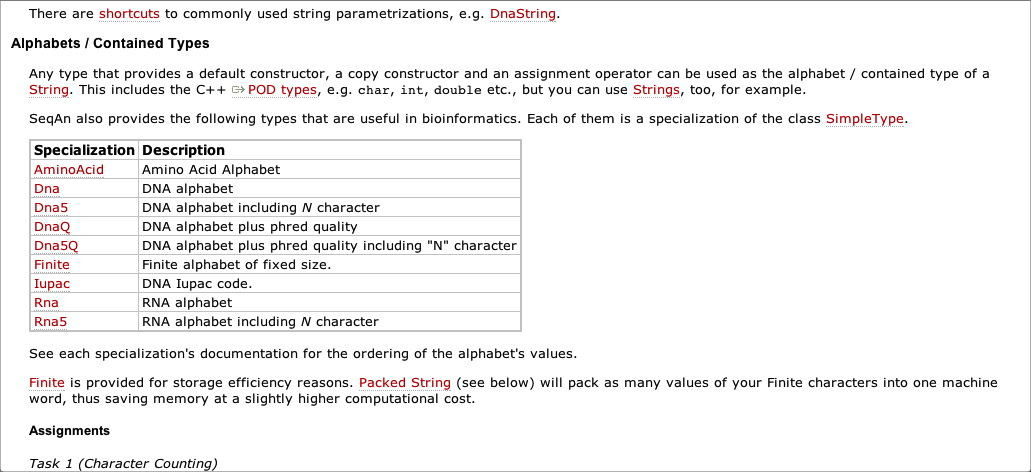 There are shortcuts to commonly used string parametrizations, e.g. DnaString.
Alphabets / Contained Types
Any type that provides a default constructor, a copy constructor and an assignment operator can be used as the alphabet / contained type of a
String. This includes the C++ POD types, e.g. char, int, double etc., but you can use Strings, too, for example.
SeqAn also provides the following types that are useful in bioinformatics. Each of them is a specialization of the class SimpleType.
Specialization Description
AminoAcid Amino Acid Alphabet
Dna DNA alphabet
Dna5 DNA alphabet including N character
DnaQ DNA alphabet plus phred quality
Dna5Q DNA alphabet plus phred quality including "N" character
Finite Finite alphabet of fixed size.
Iupac DNA Iupac code.
Rna RNA alphabet
Rna5 RNA alphabet including N character
See each specialization's documentation for the ordering of the alphabet's values.
Finite is provided for storage efficiency reasons. Packed String (see below) will pack as many values of your Finite characters into one machine
word, thus saving memory at a slightly higher computational cost.
Assignments
Task 1 (Character Counting)